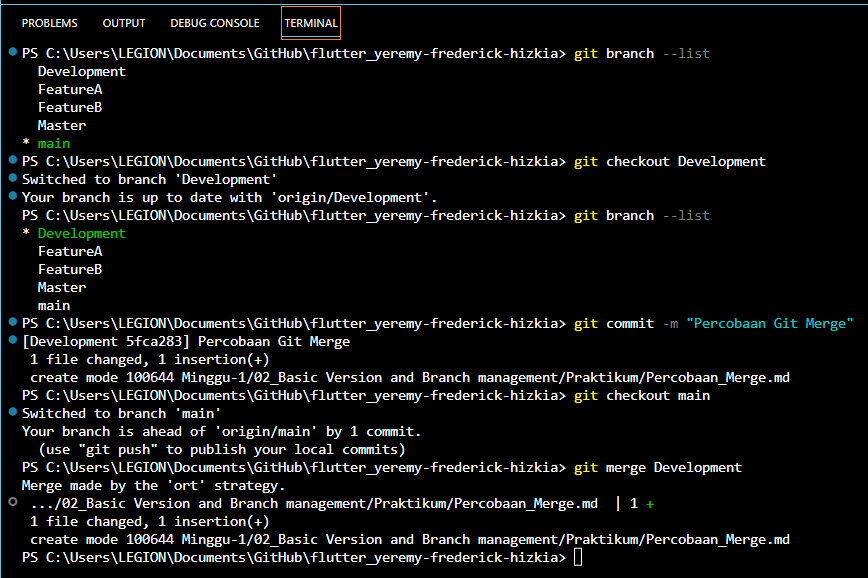 PROBLEMS OUTPUT DEBUG CONSOLE TERMINAL
PS C:\Users\LEGION\Documents\GitHub\flutter_yeremy-frederick-hizkia> git branch --list
  Development
  FeatureA
  FeatureB
  Master
* main
PS C:\Users\LEGION\Documents\GitHub\flutter_yeremy-frederick-hizkia> git checkout Development
Switched to branch 'Development'
Your branch is up to date with 'origin/Development'.
PS C:\Users\LEGION\Documents\GitHub\flutter_yeremy-frederick-hizkia> git branch --list
* Development
  FeatureA
  FeatureB
  Master
  main
PS C:\Users\LEGION\Documents\GitHub\flutter_yeremy-frederick-hizkia> git commit -m "Percobaan Git Merge"
[Development 5fca283] Percobaan Git Merge
 1 file changed, 1 insertion(+)
 create mode 100644 Minggu-1/02_Basic Version and Branch management/Praktikum/Percobaan_Merge.md
PS C:\Users\LEGION\Documents\GitHub\flutter_yeremy-frederick-hizkia> git checkout main
Switched to branch 'main'
Your branch is ahead of 'origin/main' by 1 commit.
  (use "git push" to publish your local commits)
PS C:\Users\LEGION\Documents\GitHub\flutter_yeremy-frederick-hizkia> git merge Development
Merge made by the 'ort' strategy.
 .../02_Basic Version and Branch management/Praktikum/Percobaan_Merge.md  | 1 +
 1 file changed, 1 insertion(+)
 create mode 100644 Minggu-1/02_Basic Version and Branch management/Praktikum/Percobaan_Merge.md
PS C:\Users\LEGION\Documents\GitHub\flutter_yeremy-frederick-hizkia>